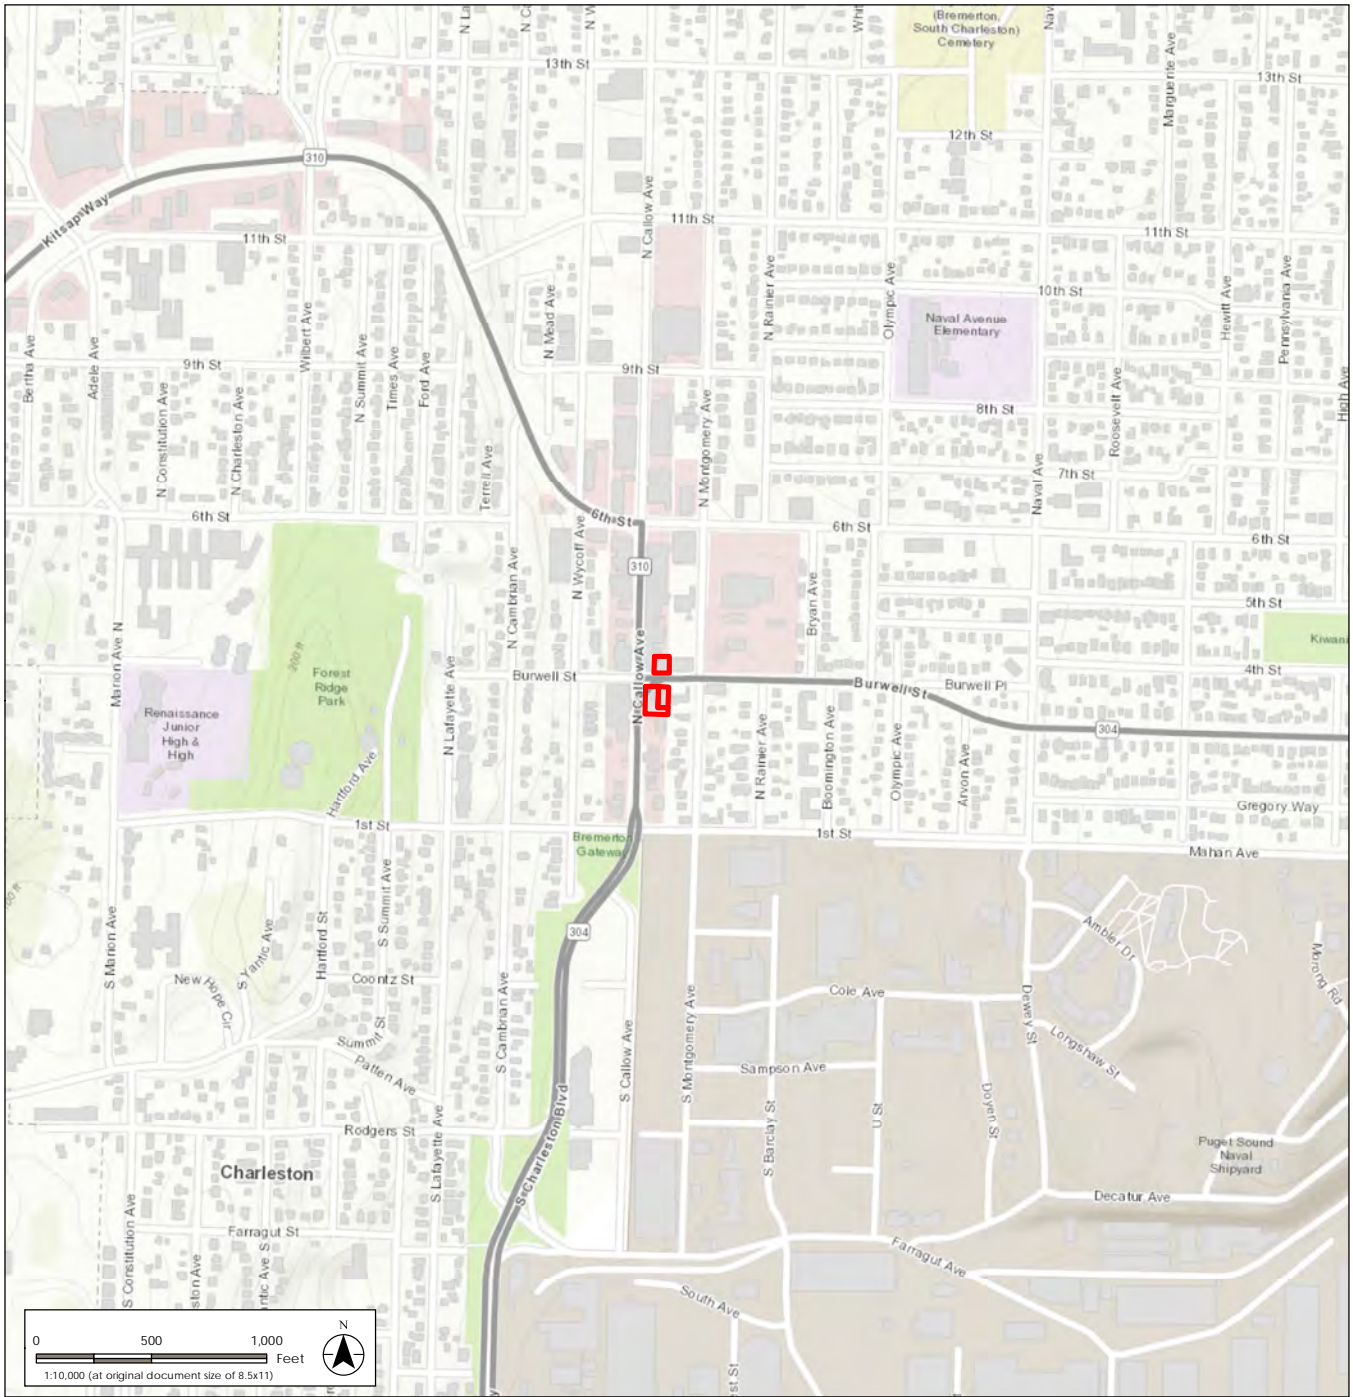 (Bremerton,
South Charleston)
Cemetery
13th St
13th St
Marguerite Ave
12th St
310
Kitsap Way
N Callow Ave
11th St
11th St
11th St
N Rainier Ave
Olympic Ave
10th St
Hewitt Ave
Pennsylvania Ave
Naval Avenue
Elementary
Wilbert Ave
N Mead Ave
Bertha Ave
Adele Ave
9th St
N Summit Ave
Times Ave
Ford Ave
9th St
Roosevelt Ave
High Ave
N Constitution Ave
N Charleston Ave
N Montgomery Ave
8th St
Terrell Ave
7th St
Naval Ave
6th St
6th St
6th St
6th St
N Wycoff Ave
N Cambrian Ave
310
Bryan Ave
5th St
Marion Ave N
200 ft
Forest
Ridge
Park
N Lafayette Ave
N Callow Ave
Burwell St
Burwell St
Burwell Pl
4th St
Renaissance
Junior
High &
High
Hartford Ave
N Rainier Ave
Bloomington Ave
Olympic Ave
Arvon Ave
304
Gregory Way
1st St
1st St
Bremerton
Gateway
Mahan Ave
S Marion Ave
S Yantic Ave
Hartford St
S Summit Ave
304
Ambler Dr
Morong Rd
New Hope Cir
Coontz St
S Cambrian Ave
S Callow Ave
S Montgomery Ave
Cole Ave
Dewey St
Summit St
Patten Ave
Longshaw St
Sampson Ave
S Barclay St
U St
Doyen St
Rodgers St
S Lafayette Ave
S Charleston Blvd
Puget Sound
Naval
Shipyard
Charleston
Decatur Ave
S Constitution Ave
Farragut St
Farragut Ave
South Ave
0 500 1,000
Feet
N
1:10,000 (at original document size of 8.5x11)